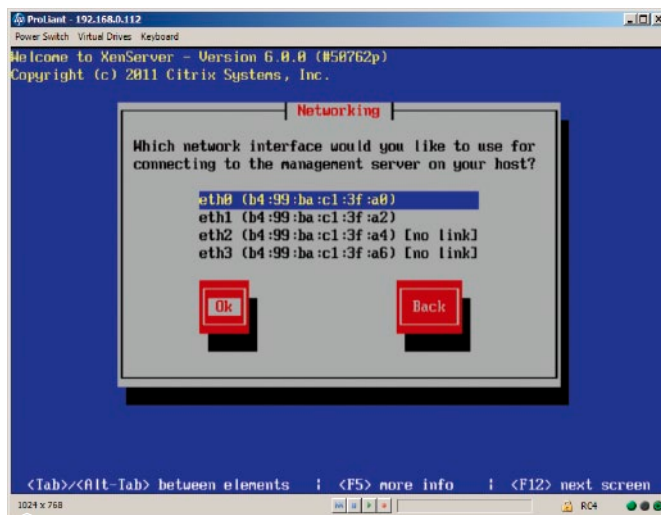 ProLiant - 192.168.0.112
Power Switch Virtual Drives Keyboard
Welcome to XenServer - Version 6.0.0 (#50762p)
Copyright (c) 2011 Citrix Systems, Inc.
Networking
Which network interface would you like to use for
connecting to the management server on your host?
eth0 (b4:99:ba:c1:3f:a0)
eth1 (b4:99:ba:c1:3f:a2)
eth2 (b4:99:ba:c1:3f:a4) [no link]
eth3 (b4:99:ba:c1:3f:a6) [no link]
Ok Back
<Tab>/<Alt-Tab> between elements | <F5> more info | <F12> next screen
1024 x 768 RC4